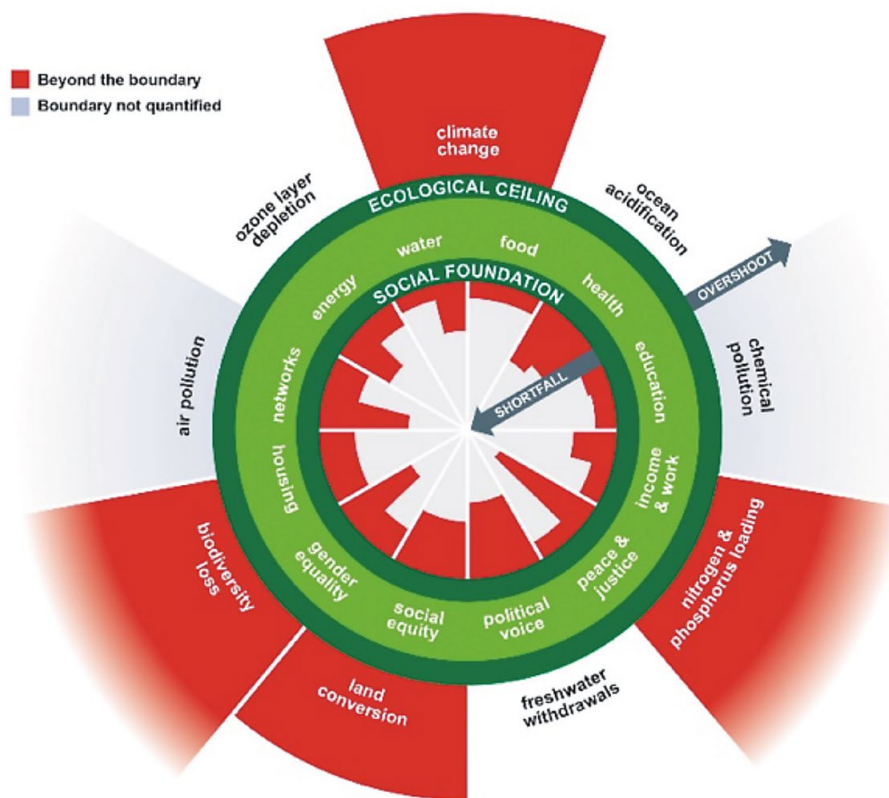 Beyond the boundary
Boundary not quantified
climate
change
ozone layer
depletion
ocean
acidification
ECOLOGICAL CEILING
OVERSHOOT
water
food
energy
health
SOCIAL FOUNDATION
SHORTFALL
networks
education
air pollution
chemical
pollution
housing
income
& work
gender
equality
peace &
justice
social
equity
political
voice
biodiversity
loss
nitrogen &
phosphorus loading
land
conversion
freshwater
withdrawals